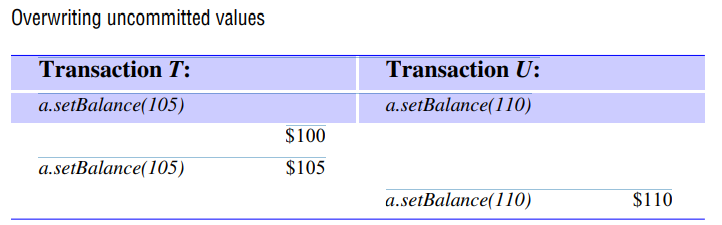 Overwriting uncommitted values
Transaction T: Transaction U:
a.setBalance(105) a.setBalance(110)
$100
a.setBalance(105) $105
a.setBalance(110) $110